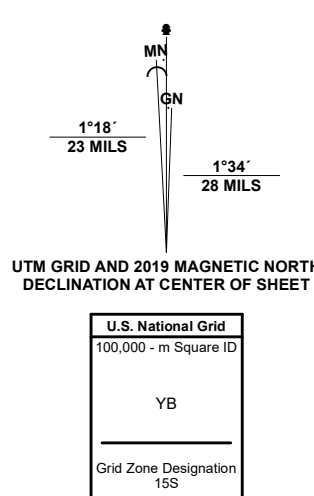 MN
GN
1°18´
23 MILS
1°34´
28 MILS
UTM GRID AND 2019 MAGNETIC NORTH
DECLINATION AT CENTER OF SHEET
U.S. National Grid
100,000 - m Square ID
YB
Grid Zone Designation
15S